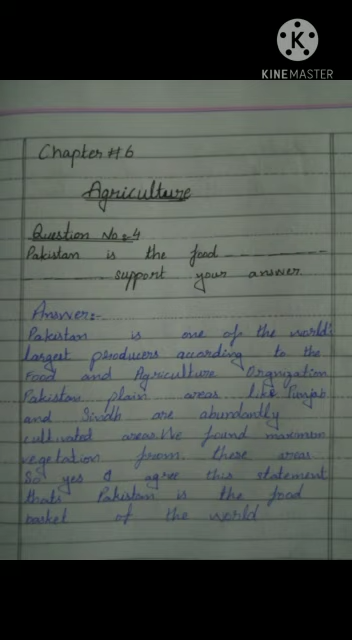 KINEMASTER
Chapter # 6
Agriculture
Question No:- 4
Pakistan is the food ----------
---------- support your answer.
Answer:-
Pakistan is one of the world's
largest producers according to the
Food and Agriculture Orgnization
Pakistan plain areas like Punjab
and Sindh are abundantly
cultivated areas. We found maximum
vegetation from these areas.
So yes I agree this statement
thats Pakistan is the food
basket of the world